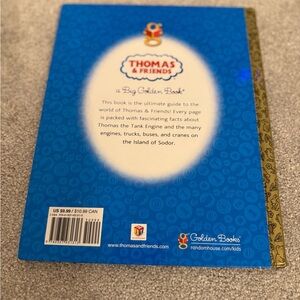 THOMAS
& FRIENDS
a Big Golden Book
This book is the ultimate guide to the
world of Thomas & Friends! Every page
is packed with fascinating facts about
Thomas the Tank Engine and the many
engines, trucks, buses, and cranes on
the Island of Sodor.
US $9.99 / $10.99 CAN
www.thomasandfriends.com
Golden Books
randomhouse.com/kids